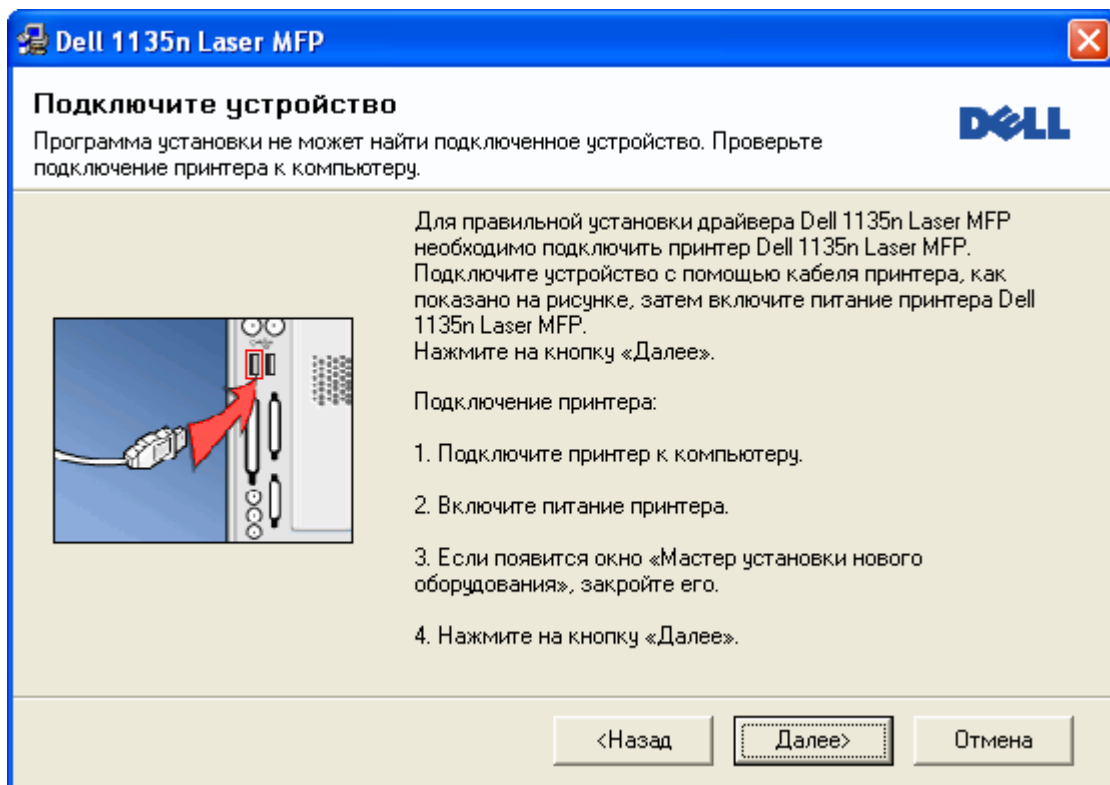 Dell 1135n Laser MFP
Подключите устройство
Программа установки не может найти подключенное устройство. Проверьте
подключение принтера к компьютеру.
DELL
Для правильной установки драйвера Dell 1135n Laser MFP
необходимо подключить принтер Dell 1135n Laser MFP.
Подключите устройство с помощью кабеля принтера, как
показано на рисунке, затем включите питание принтера Dell
1135n Laser MFP.
Нажмите на кнопку «Далее».
Подключение принтера:
1. Подключите принтер к компьютеру.
2. Включите питание принтера.
3. Если появится окно «Мастер установки нового
оборудования», закройте его.
4. Нажмите на кнопку «Далее».
<Назад
Далее>
Отмена